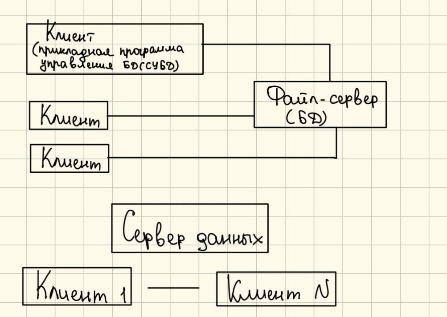 Клиент
(прикладная программа
управления БД(СУБД)
Файл-сервер
(БД)
Клиент
Клиент
Сервер данных
Клиент 1
Клиент N